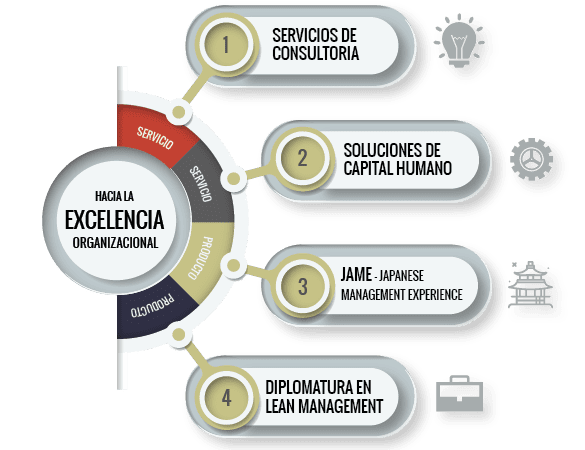 1
SERVICIOS DE
CONSULTORIA
SERVICIO
SERVICIO
2
SOLUCIONES DE
CAPITAL HUMANO
HACIA LA
EXCELENCIA
ORGANIZACIONAL
PRODUCTO
3
JAME - JAPANESE
MANAGEMENT EXPERIENCE
PRODUCTO
4
DIPLOMATURA EN
LEAN MANAGEMENT